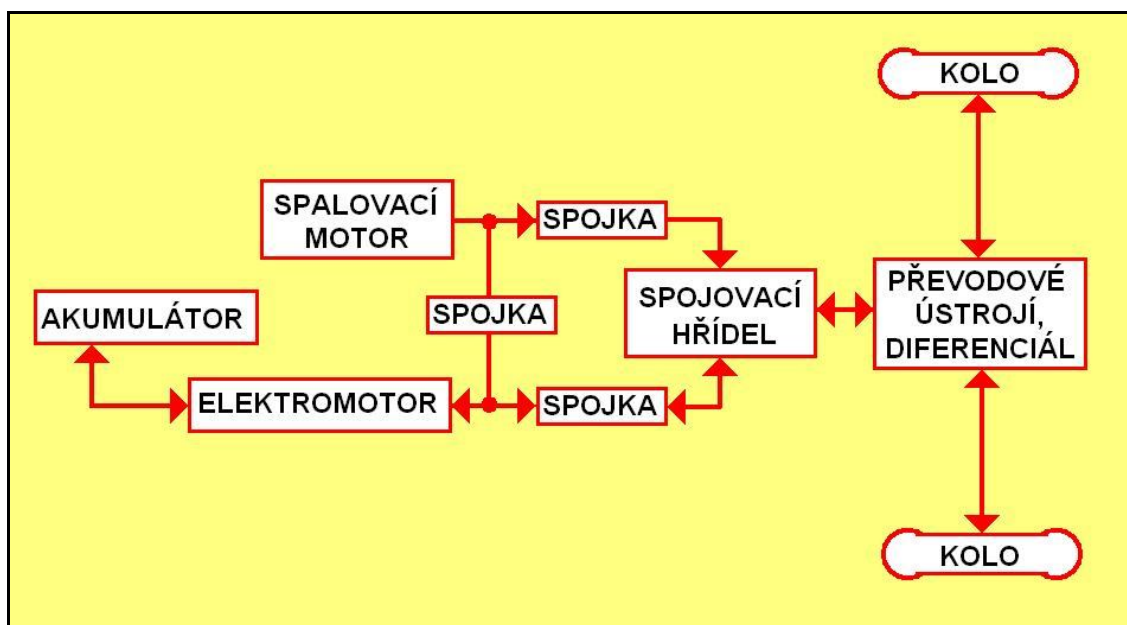 KOLO
SPALOVACÍ
MOTOR
SPOJKA
SPOJKA
AKUMULÁTOR
SPOJOVACÍ
HŘÍDEL
PŘEVODOVÉ
ÚSTROJÍ,
DIFERENCIÁL
ELEKTROMOTOR
SPOJKA
KOLO